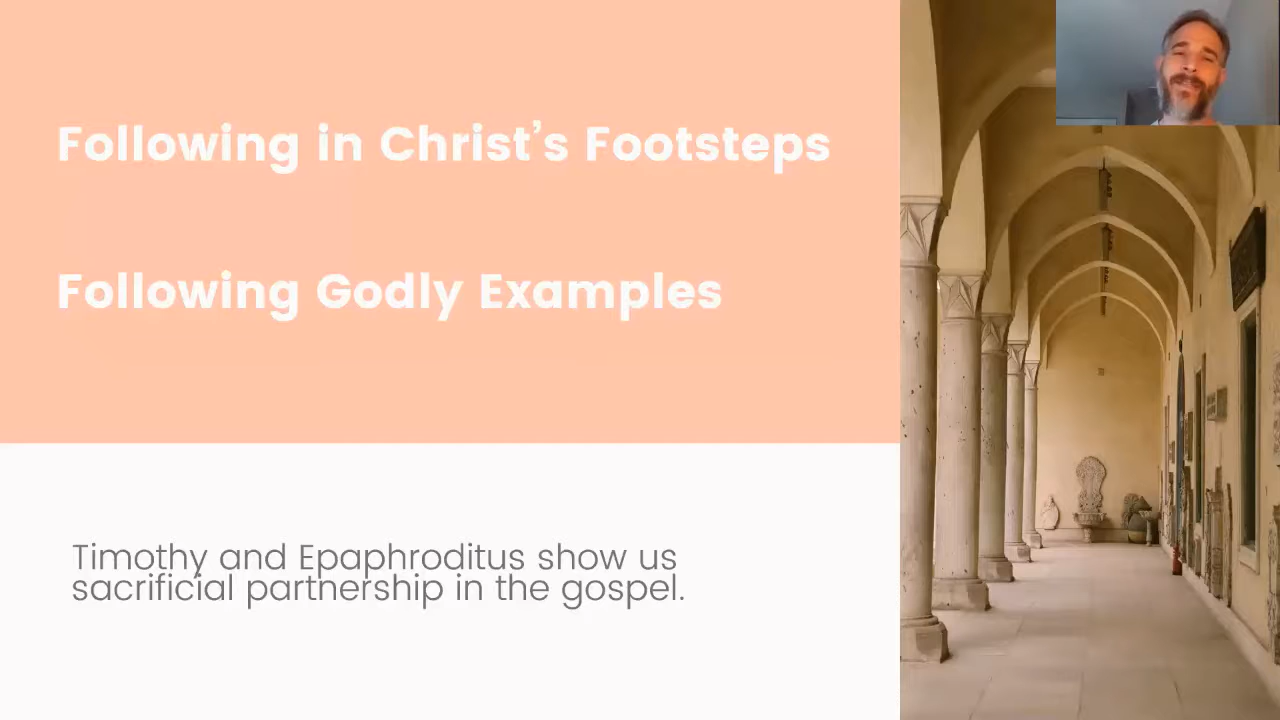 Following in Christ’s Footsteps
Following Godly Examples
Timothy and Epaphroditus show us
sacrificial partnership in the gospel.